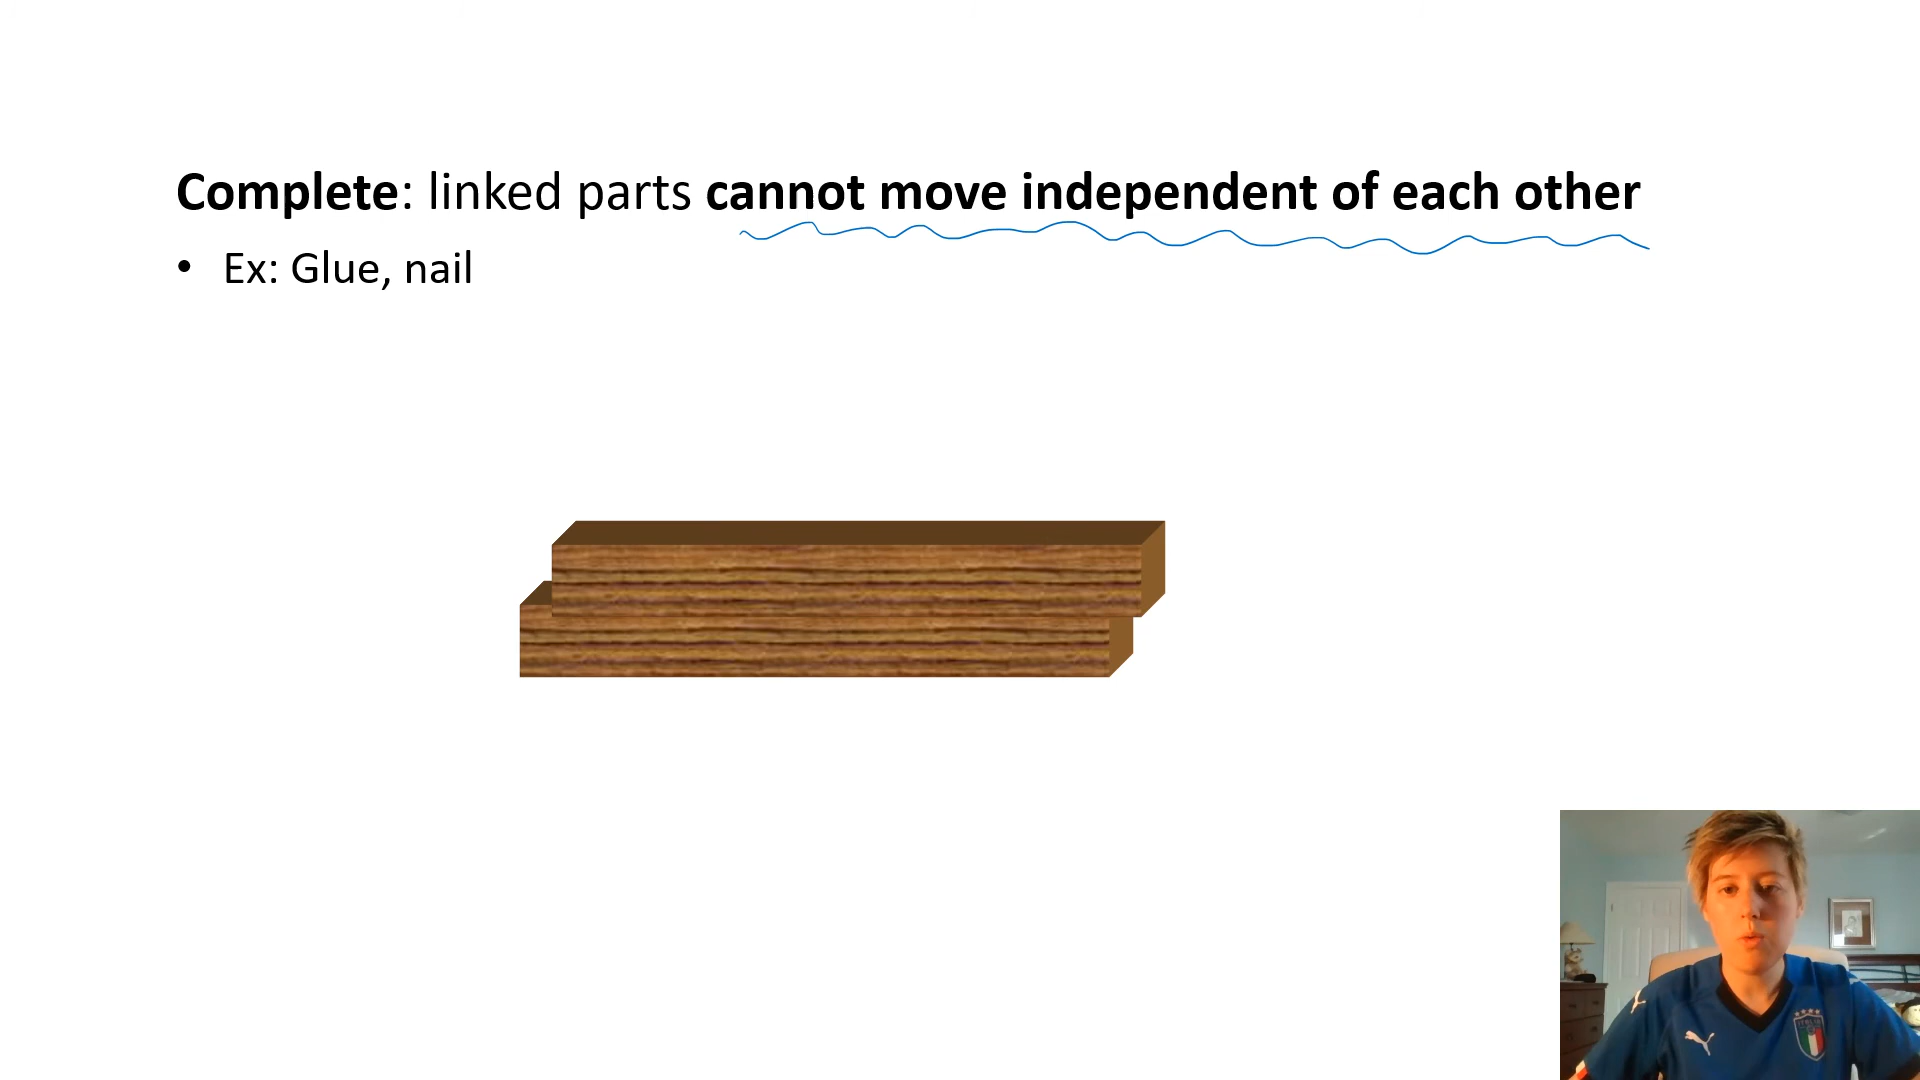 Complete: linked parts cannot move independent of each other
• Ex: Glue, nail